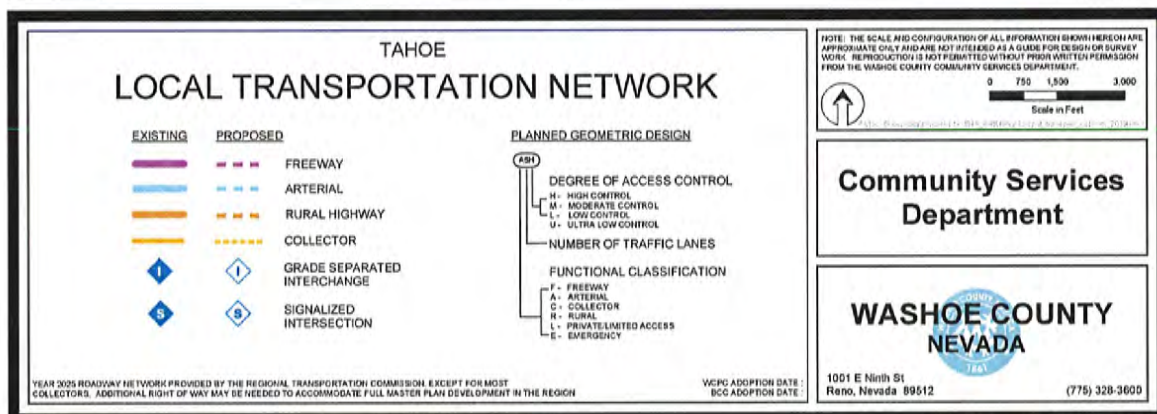 TAHOE
LOCAL TRANSPORTATION NETWORK
EXISTING PROPOSED
FREEWAY
ARTERIAL
RURAL HIGHWAY
COLLECTOR
I I GRADE SEPARATED
INTERCHANGE
S S SIGNALIZED
INTERSECTION
PLANNED GEOMETRIC DESIGN
DEGREE OF ACCESS CONTROL
H - HIGH CONTROL
M - MODERATE CONTROL
L - LOW CONTROL
U - ULTRA LOW CONTROL
NUMBER OF TRAFFIC LANES
FUNCTIONAL CLASSIFICATION
F - FREEWAY
A - ARTERIAL
C - COLLECTOR
R - RURAL
L - PRIVATE/LIMITED ACCESS
E - EMERGENCY
YEAR 2025 ROADWAY NETWORK PROVIDED BY THE REGIONAL TRANSPORTATION COMMISSION, EXCEPT FOR MOST
COLLECTORS. ADDITIONAL RIGHT OF WAY MAY BE NEEDED TO ACCOMMODATE FULL MASTER PLAN DEVELOPMENT IN THE REGION
WCPC ADOPTION DATE :
BCC ADOPTION DATE :
NOTE: THE SCALE AND CONFIGURATION OF ALL INFORMATION SHOWN HEREON ARE
APPROXIMATE ONLY AND ARE NOT INTENDED AS A GUIDE FOR DESIGN OR SURVEY
WORK. REPRODUCTION IS NOT PERMITTED WITHOUT PRIOR WRITTEN PERMISSION
FROM THE WASHOE COUNTY COMMUNITY SERVICES DEPARTMENT.
0 750 1,500 3,000
Scale in Feet
Community Services
Department
WASHOE COUNTY
NEVADA
COUNTY
1861
1001 E Ninth St
Reno, Nevada 89512
(775) 328-3600